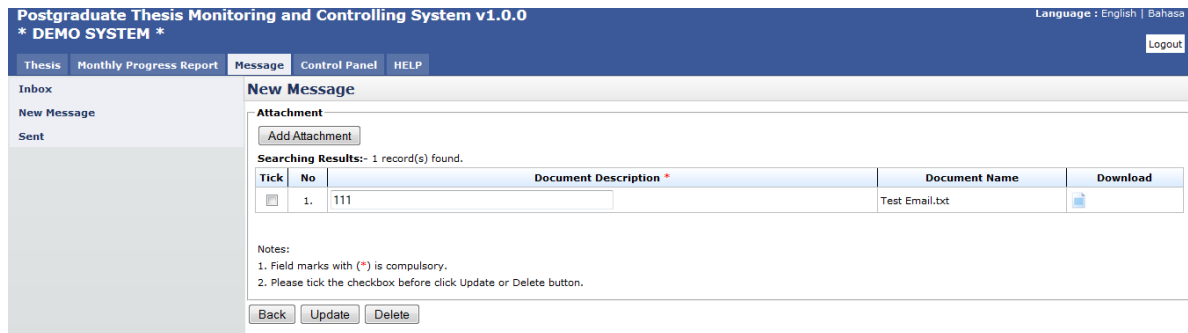 Postgraduate Thesis Monitoring and Controlling System v1.0.0
* DEMO SYSTEM *
Language : English | Bahasa
Logout
Thesis Monthly Progress Report Message Control Panel HELP
Inbox
New Message
Sent
New Message
Attachment
Add Attachment
Searching Results:- 1 record(s) found.
Tick No Document Description * Document Name Download
1. 111 Test Email.txt
Notes:
1. Field marks with (*) is compulsory.
2. Please tick the checkbox before click Update or Delete button.
Back Update Delete